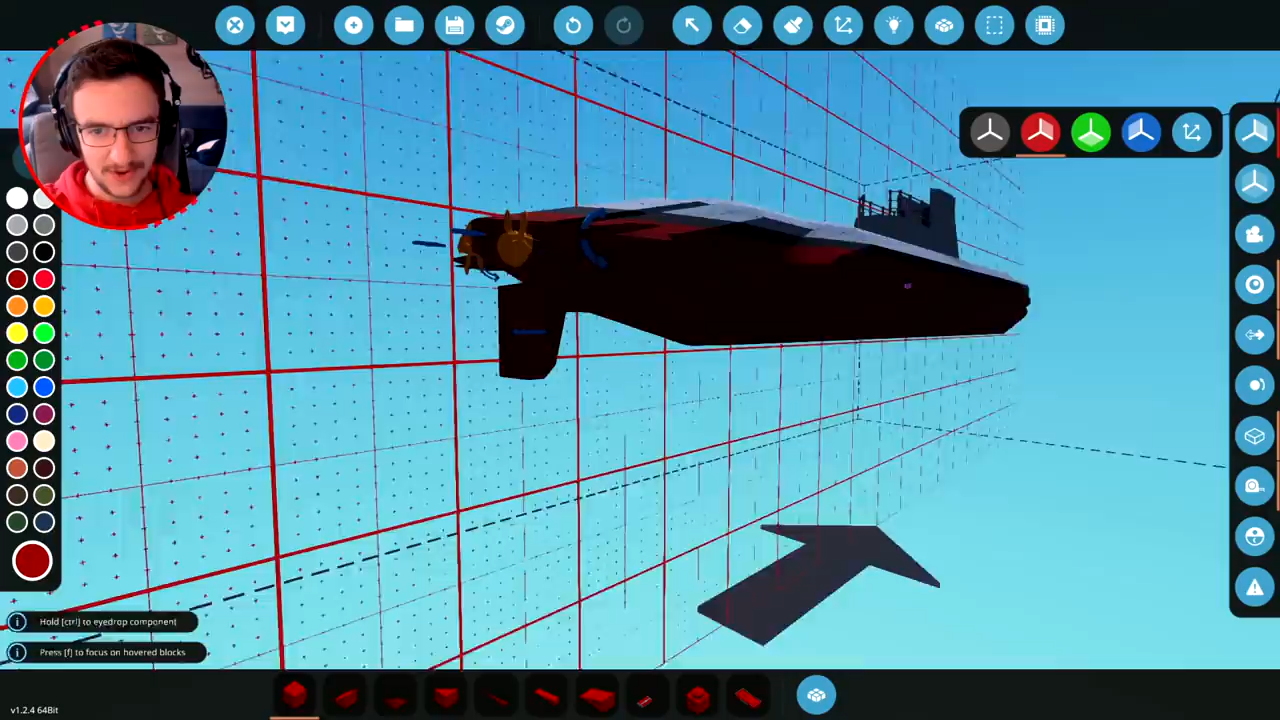 Hold [ctrl] to eyedrop component
Press [f] to focus on hovered blocks
v1.2.4 64Bit